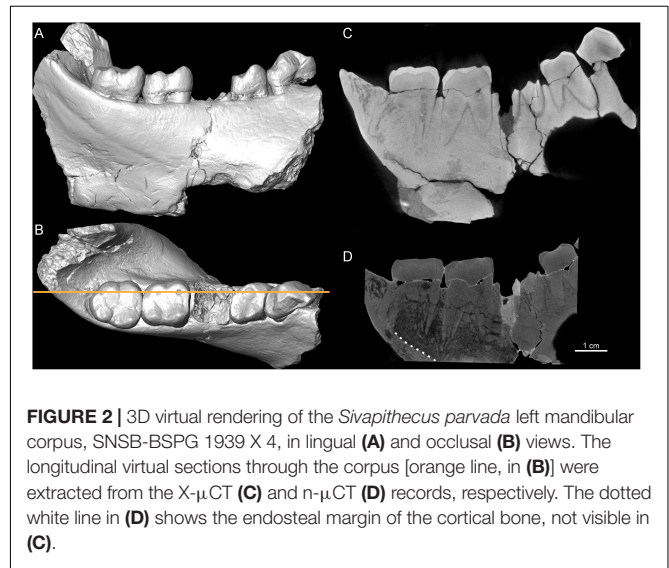 A
C
B
D
1 cm
FIGURE 2 | 3D virtual rendering of the Sivapithecus parvada left mandibular
corpus, SNSB-BSPG 1939 X 4, in lingual (A) and occlusal (B) views. The
longitudinal virtual sections through the corpus [orange line, in (B)] were
extracted from the X-μCT (C) and n-μCT (D) records, respectively. The dotted
white line in (D) shows the endosteal margin of the cortical bone, not visible in
(C).